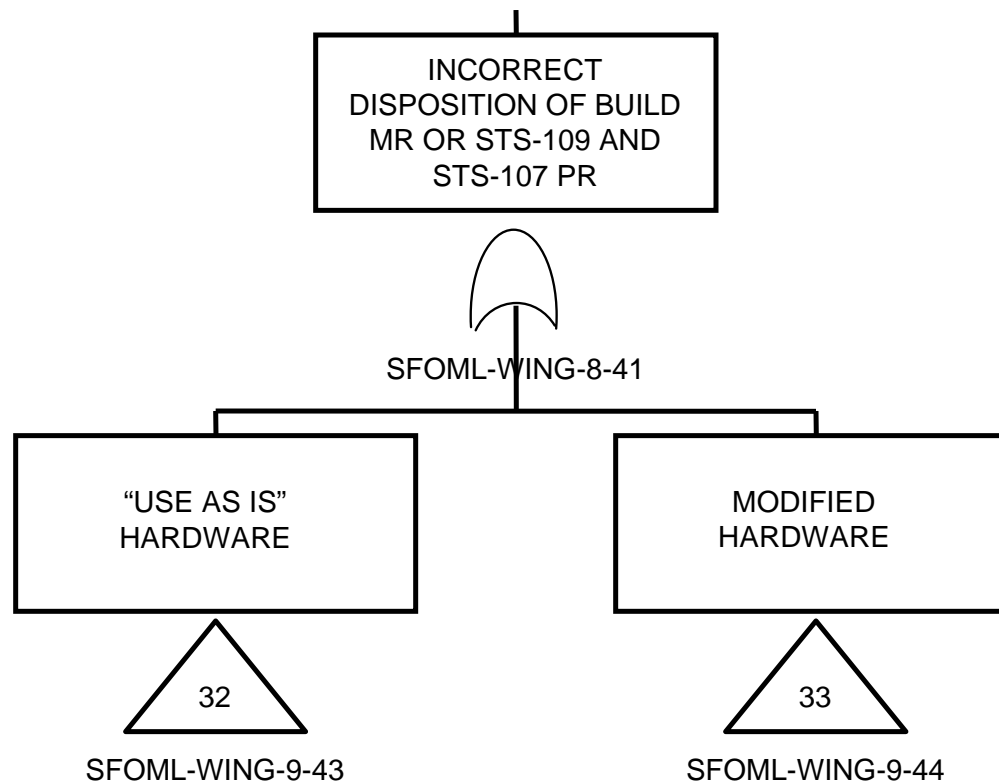 INCORRECT
DISPOSITION OF BUILD
MR OR STS-109 AND
STS-107 PR
SFOML-WING-8-41
“USE AS IS”
HARDWARE
MODIFIED
HARDWARE
32
33
SFOML-WING-9-43
SFOML-WING-9-44